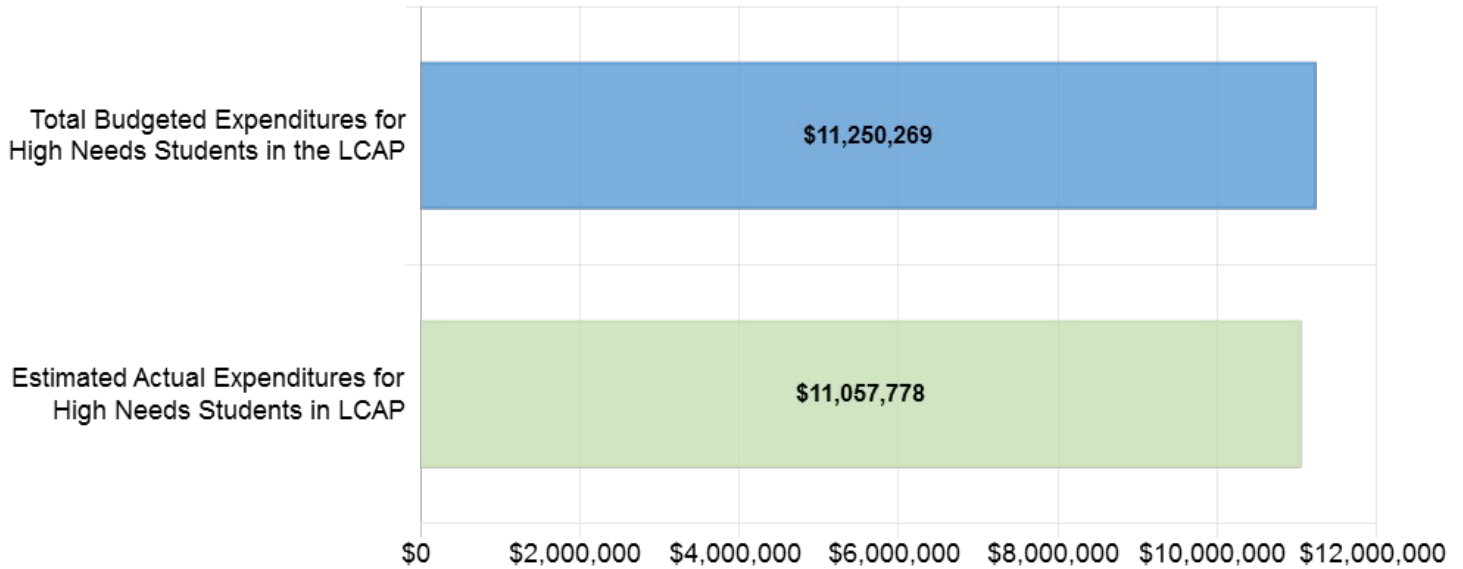 Total Budgeted Expenditures for
High Needs Students in the LCAP
$11,250,269
Estimated Actual Expenditures for
High Needs Students in LCAP
$11,057,778
$0 $2,000,000 $4,000,000 $6,000,000 $8,000,000 $10,000,000 $12,000,000